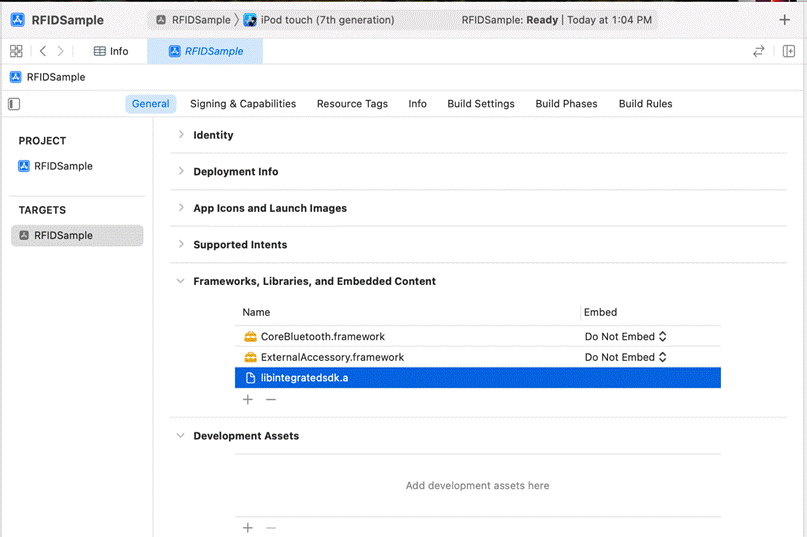 RFIDSample
RFIDSample
iPod touch (7th generation)
RFIDSample: Ready | Today at 1:04 PM
Info
RFIDSample
RFIDSample
General
Signing & Capabilities
Resource Tags
Info
Build Settings
Build Phases
Build Rules
PROJECT
RFIDSample
TARGETS
RFIDSample
Identity
Deployment Info
App Icons and Launch Images
Supported Intents
Frameworks, Libraries, and Embedded Content
Name
Embed
CoreBluetooth.framework
Do Not Embed
ExternalAccessory.framework
Do Not Embed
libintegratedsdk.a
Development Assets
Add development assets here